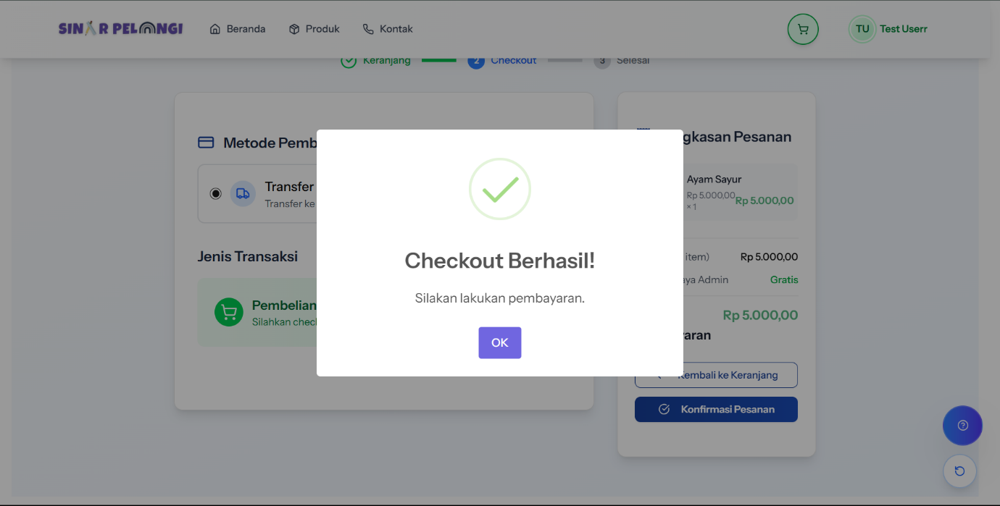 SINAR PELANGI
Beranda
Produk
Kontak
TU
Test Userr
Keranjang
2
Checkout
3
Selesai
Metode Pemb
Transfer
Transfer ke
Jenis Transaksi
Pembelian
Silahkan chec
Checkout Berhasil!
Silakan lakukan pembayaran.
OK
gkasan Pesanan
Ayam Sayur
Rp 5.000,00
× 1
Rp 5.000,00
item)
Rp 5.000,00
aya Admin
Gratis
Rp 5.000,00
aran
Kembali ke Keranjang
Konfirmasi Pesanan